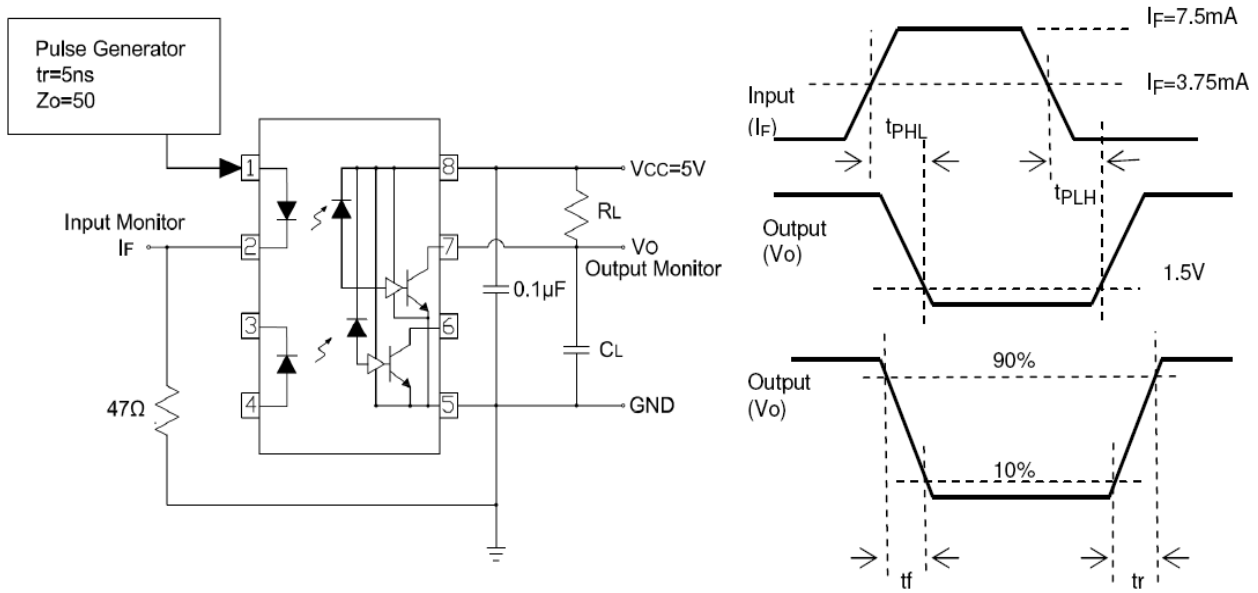 Pulse Generator
tr=5ns
Zo=50
1
8
VCC=5V
RL
Input Monitor
IF
2
7
VO
Output Monitor
0.1µF
3
6
CL
4
5
GND
47Ω
IF=7.5mA
IF=3.75mA
Input
(IF)
tPHL
tPLH
Output
(Vo)
1.5V
Output
(Vo)
90%
10%
tf
tr